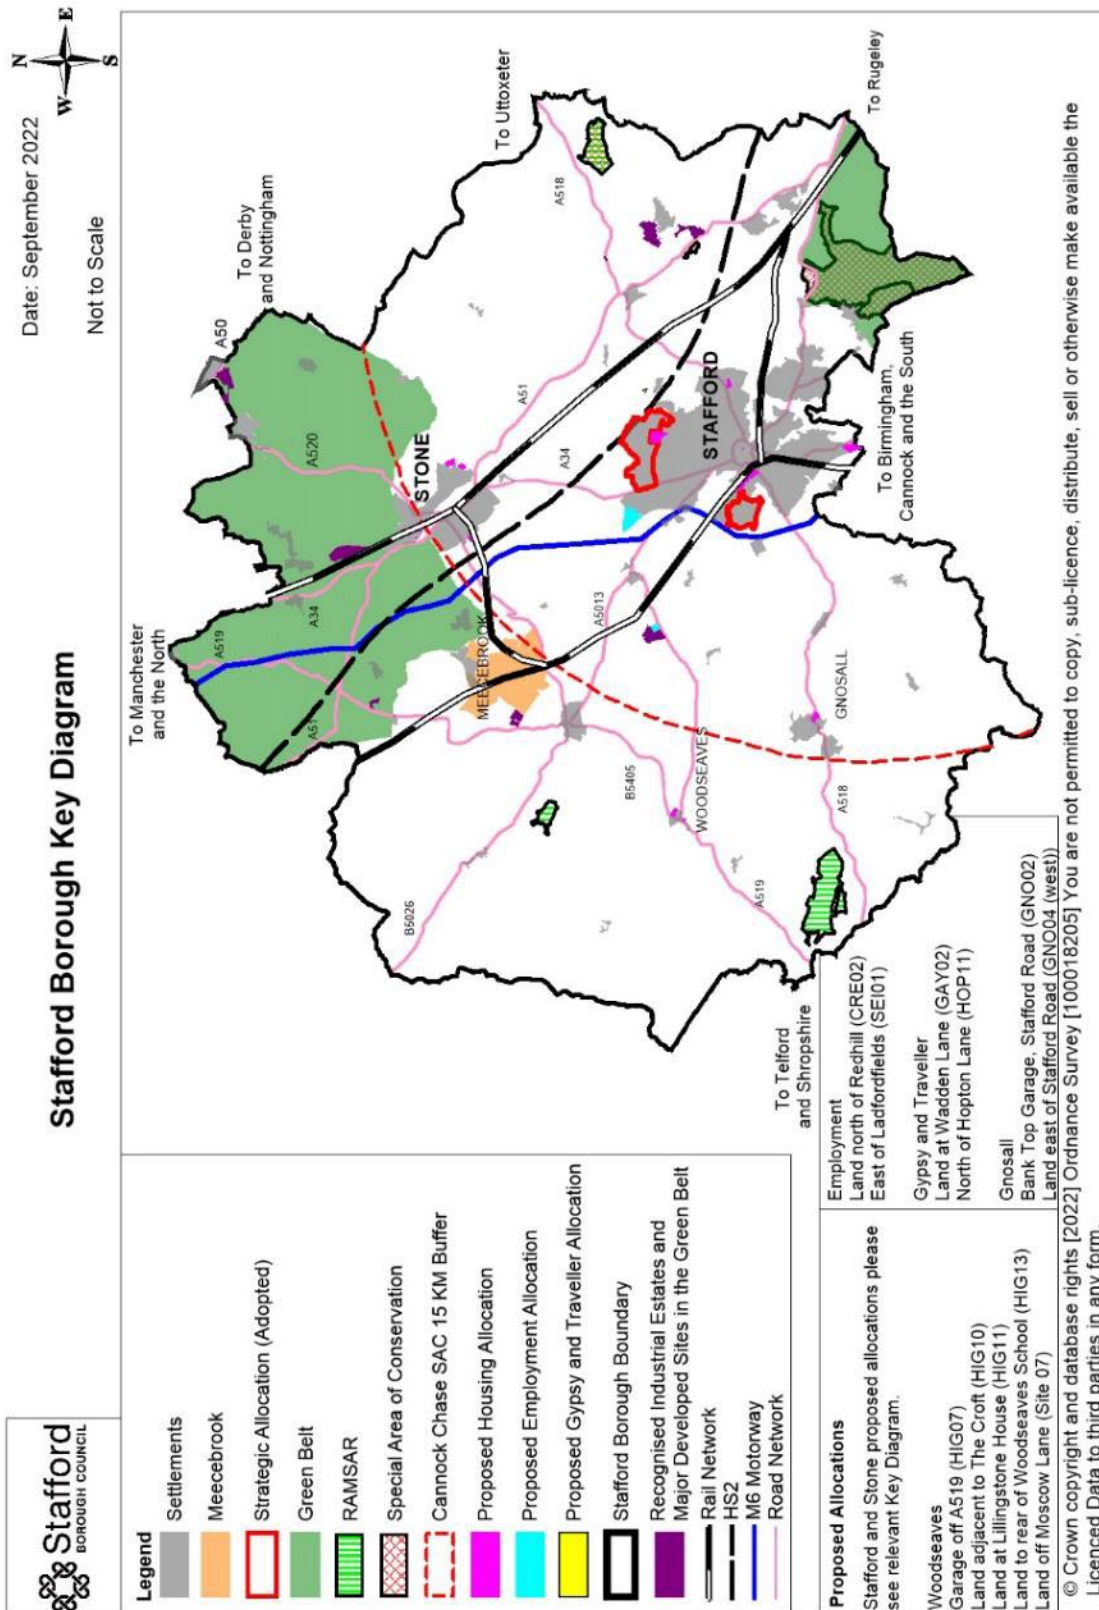 Stafford
BOROUGH COUNCIL
Stafford Borough Key Diagram
Date: September 2022
Not to Scale
N
W
E
S
Legend
Settlements
Meecebrook
Strategic Allocation (Adopted)
Green Belt
RAMSAR
Special Area of Conservation
Cannock Chase SAC 15 KM Buffer
Proposed Housing Allocation
Proposed Employment Allocation
Proposed Gypsy and Traveller Allocation
Stafford Borough Boundary
Recognised Industrial Estates and
Major Developed Sites in the Green Belt
Rail Network
HS2
M6 Motorway
Road Network
To Manchester
and the North
To Derby
and Nottingham
To Uttoxeter
To Rugeley
To Birmingham,
Cannock and the South
To Telford
and Shropshire
A50
A520
A519
A34
A51
STONE
MEECEBROOK
A51
A34
A518
STAFFORD
A5013
B5026
B5405
WOODSEAVES
GNOSALL
A519
A518
Proposed Allocations
Stafford and Stone proposed allocations please
see relevant Key Diagram.
Woodseaves
Garage off A519 (HIG07)
Land adjacent to The Croft (HIG10)
Land at Lillingstone House (HIG11)
Land to rear of Woodseaves School (HIG13)
Land off Moscow Lane (Site 07)
Employment
Land north of Redhill (CRE02)
East of Ladfordfields (SEI01)
Gypsy and Traveller
Land at Wadden Lane (GAY02)
North of Hopton Lane (HOP11)
Gnosall
Bank Top Garage, Stafford Road (GNO02)
Land east of Stafford Road (GNO04 (west))
© Crown copyright and database rights [2022] Ordnance Survey [100018205] You are not permitted to copy, sub-licence, distribute, sell or otherwise make available the
Licenced Data to third parties in any form.